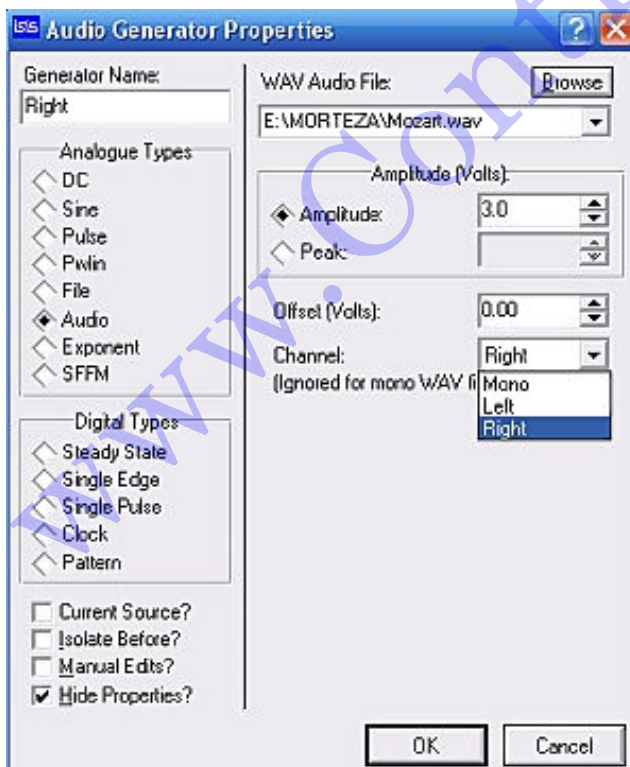 ISIS Audio Generator Properties
Generator Name:
Right
Analogue Types
DC
Sine
Pulse
Pwlin
File
Audio
Exponent
SFFM
Digital Types
Steady State
Single Edge
Single Pulse
Clock
Pattern
Current Source?
Isolate Before?
Manual Edits?
Hide Properties?
WAV Audio File:
Browse
E:\MORTEZA\Mozart.wav
Amplitude (Volts)
Amplitude:
3.0
Peak:
Offset (Volts):
0.00
Channel:
Right
(Ignored for mono WAV fi
Mono
Left
Right
OK
Cancel
www.Cont